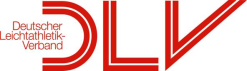 Deutscher
Leichtathletik-
Verband
DLV